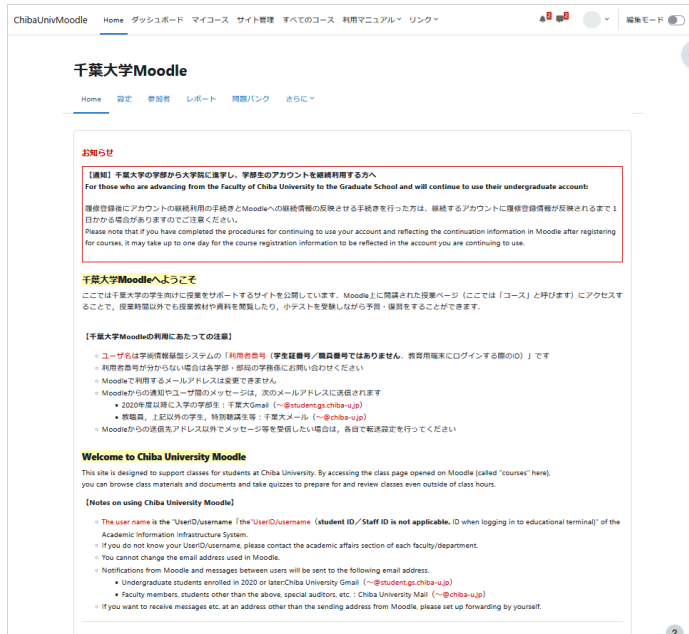 ChibaUnivMoodle Home ダッシュボード マイコース サイト管理 すべてのコース 利用マニュアル リンク 編集モード
千葉大学Moodle
Home 設定 参加者 レポート 問題バンク さらに
お知らせ
【通知】千葉大学の学部から大学院に進学し、学部生のアカウントを継続利用する方へ
For those who are advancing from the Faculty of Chiba University to the Graduate School and will continue to use their undergraduate account:
履修登録後にアカウントの継続利用の手続きとMoodleへの継続情報の反映させる手続きを行った方は、継続するアカウントに履修登録情報が反映されるまで１
日かかる場合がありますのでご注意ください。
Please note that if you have completed the procedures for continuing to use your account and reflecting the continuation information in Moodle after registering
for courses, it may take up to one day for the course registration information to be reflected in the account you are continuing to use.
千葉大学Moodleへようこそ
ここでは千葉大学の学生向けに授業をサポートするサイトを公開しています．Moodle上に開講された授業ページ（ここでは「コース」と呼びます）にアクセスす
ることで，授業時間以外でも授業教材や資料を閲覧したり，小テストを受験しながら予習・復習をすることができます．
【千葉大学Moodleの利用にあたっての注意】
ユーザ名は学術情報基盤システムの「利用者番号（学生証番号／職員番号ではありません．教育用端末にログインする際のID）」です
利用者番号が分からない場合は各学部・部局の学務係にお問い合わせください
Moodleで利用するメールアドレスは変更できません
Moodleからの通知やユーザ間のメッセージは，次のメールアドレスに送信されます
2020年度以降に入学の学部生：千葉大Gmail（～@student.gs.chiba-u.jp）
教職員，上記以外の学生，特別聴講生等：千葉大メール（～@chiba-u.jp）
Moodleからの送信先アドレス以外でメッセージ等を受信したい場合は，各自で転送設定を行ってください
Welcome to Chiba University Moodle
This site is designed to support classes for students at Chiba University. By accessing the class page opened on Moodle (called "courses" here),
you can browse class materials and documents and take quizzes to prepare for and review classes even outside of class hours.
【Notes on using Chiba University Moodle】
The user name is the "UserID/username「the"UserID/username（student ID／Staff ID is not applicable. ID when logging in to educational terminal)" of the
Academic Information Infrastructure System.
If you do not know your UserID/username, please contact the academic affairs section of each faculty/department.
You cannot change the email address used in Moodle.
Notifications from Moodle and messages between users will be sent to the following email address.
Undergraduate students enrolled in 2020 or later:Chiba University Gmail（～@student.gs.chiba-u.jp）
Faculty members, students other than the above, special auditors, etc.：Chiba University Mail（～@chiba-u.jp）
If you want to receive messages etc. at an address other than the sending address from Moodle, please set up forwarding by yourself.
?